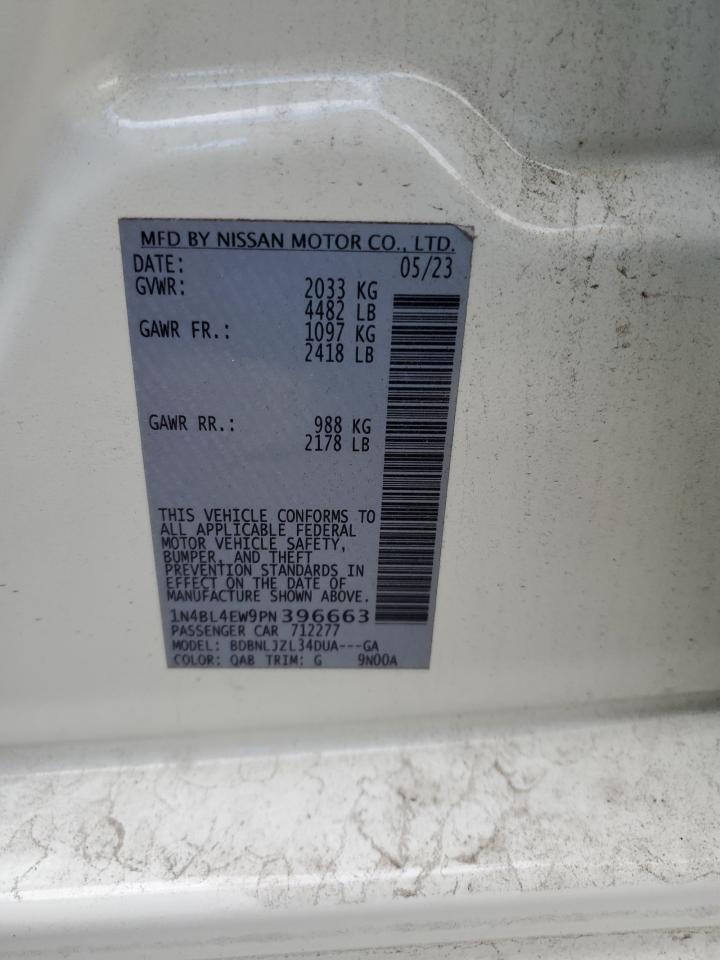 MFD BY NISSAN MOTOR CO., LTD.
DATE: 05/23
GVWR: 2033 KG
4482 LB
GAWR FR.: 1097 KG
2418 LB
GAWR RR.: 988 KG
2178 LB
THIS VEHICLE CONFORMS TO
ALL APPLICABLE FEDERAL
MOTOR VEHICLE SAFETY,
BUMPER, AND THEFT
PREVENTION STANDARDS IN
EFFECT ON THE DATE OF
MANUFACTURE SHOWN ABOVE.
1N4BL4EW9PN396663
PASSENGER CAR 712277
MODEL: BDBNLJZL34DUA---GA
COLOR: QAB TRIM: G 9N00A